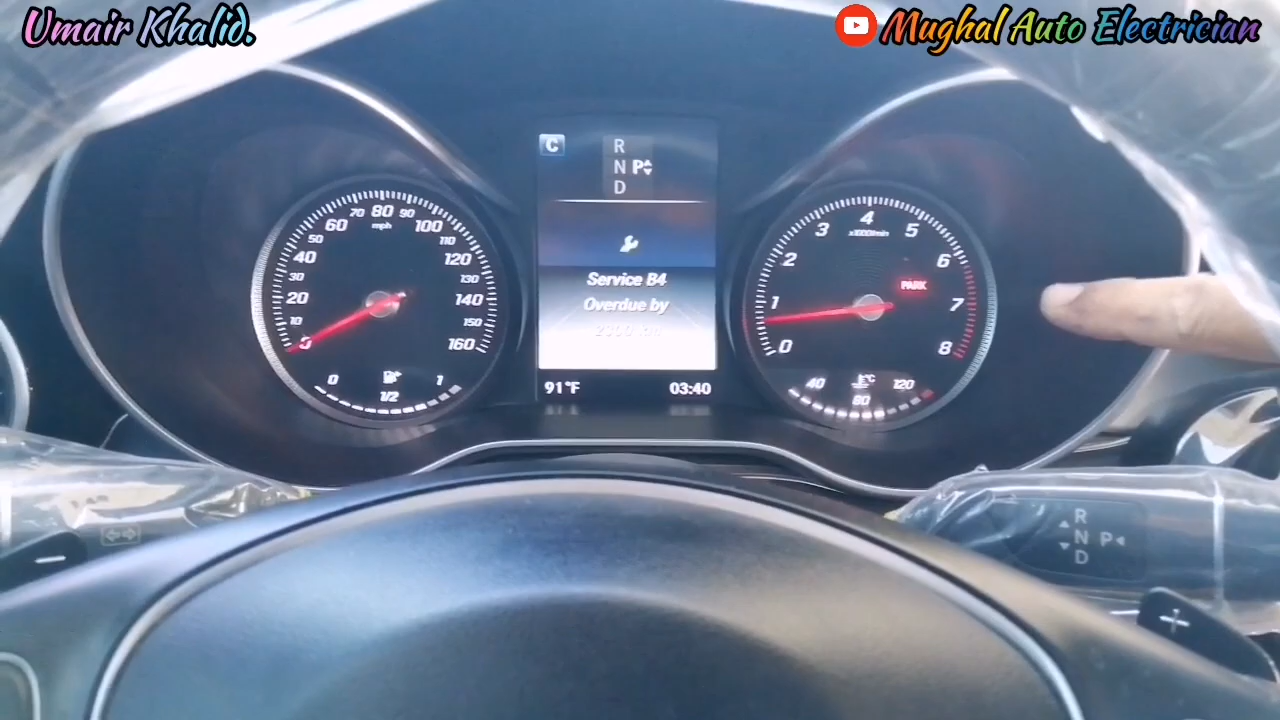 Umair Khalid.
Mughal Auto Electrician
C
R
N P
D
Service B4
Overdue by
91°F 03:40
0 10 20 30 40 50 60 70 80 90 100 110 120 130 140 150 160
mph
0 1/2 1
0 1 2 3 4 5 6 7 8
x1000/min
PARK
40 80 120
°C
R
N P
D